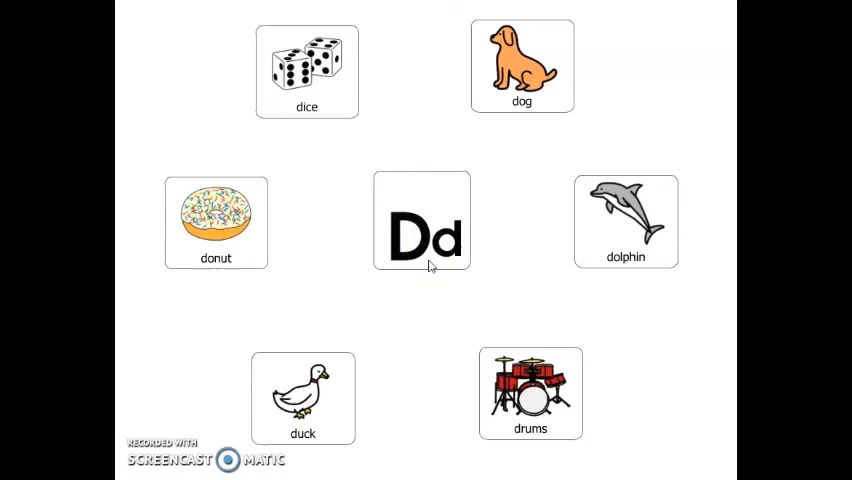 dice
dog
donut
Dd
dolphin
duck
drums
RECORDED WITH
SCREENCAST MATIC